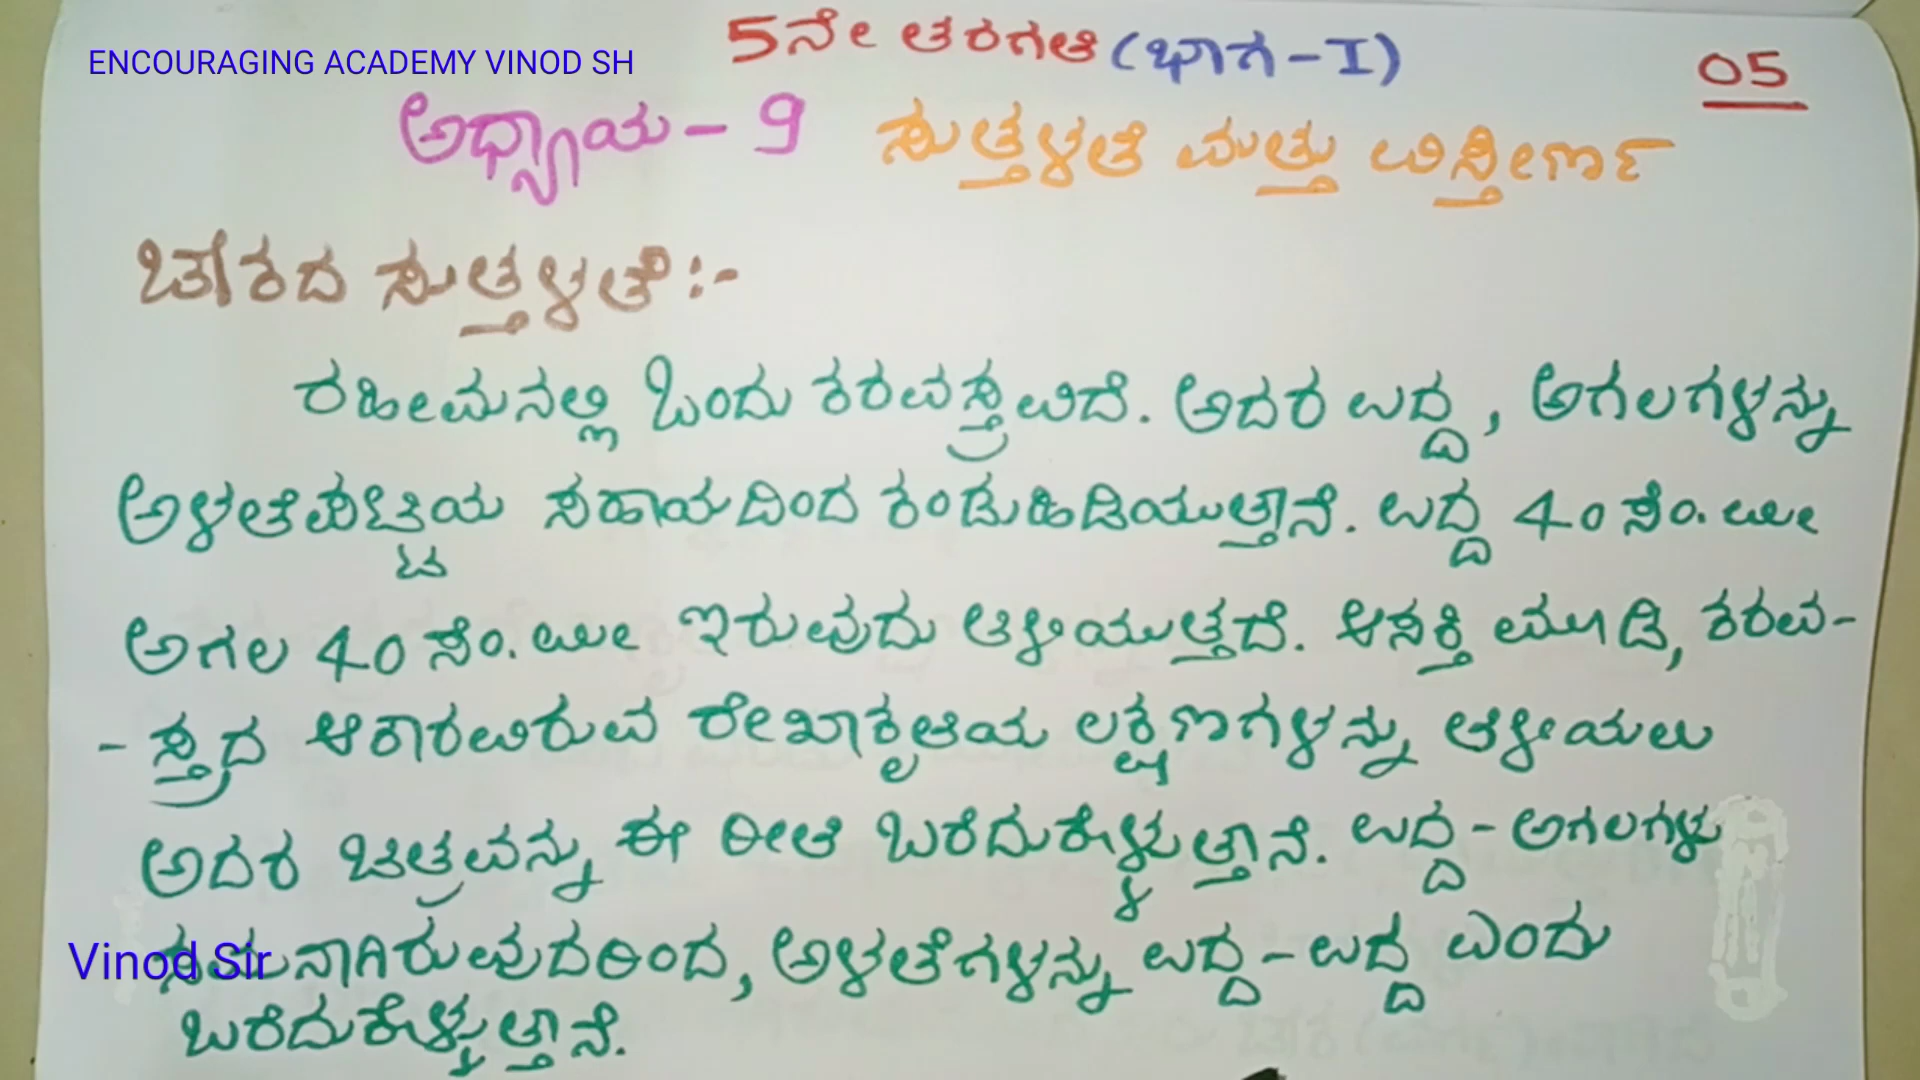 ENCOURAGING ACADEMY VINOD SH
5ನೇ ತರಗತಿ (ಭಾಗ-I)
05
ಅಧ್ಯಾಯ - 9 ಸುತ್ತಳತೆ ಮತ್ತು ವಿಸ್ತೀರ್ಣ
ಚೌಕದ ಸುತ್ತಳತೆ :-
ರಹೀಮನಲ್ಲಿ ಒಂದು ಕರವಸ್ತ್ರವಿದೆ. ಅದರ ಉದ್ದ, ಅಗಲಗಳನ್ನು
ಅಳತೆಪಟ್ಟಿಯ ಸಹಾಯದಿಂದ ಕಂಡುಹಿಡಿಯುತ್ತಾನೆ. ಉದ್ದ 40 ಸೆಂ.ಮೀ
ಅಗಲ 40 ಸೆಂ.ಮೀ ಇರುವುದು ತಿಳಿಯುತ್ತದೆ. ಆಸಕ್ತಿ ಮೂಡಿ, ಕರವ-
- ಸ್ತ್ರದ ಆಕಾರವಿರುವ ರೇಖಾಕೃತಿಯ ಲಕ್ಷಣಗಳನ್ನು ತಿಳಿಯಲು
ಅದರ ಚಿತ್ರವನ್ನು ಈ ರೀತಿ ಬರೆದುಕೊಳ್ಳುತ್ತಾನೆ. ಉದ್ದ - ಅಗಲಗಳು
ಸಮನಾಗಿರುವುದರಿಂದ, ಅಳತೆಗಳನ್ನು ಉದ್ದ - ಉದ್ದ ಎಂದು
Vinod Sir
ಬರೆದುಕೊಳ್ಳುತ್ತಾನೆ.